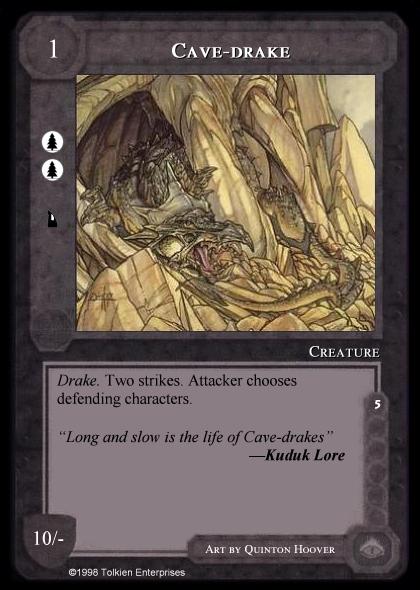 1
CAVE-DRAKE
CREATURE
Drake. Two strikes. Attacker chooses
defending characters.
5
“Long and slow is the life of Cave-drakes”
—Kuduk Lore
10/-
ART BY QUINTON HOOVER
©1998 Tolkien Enterprises